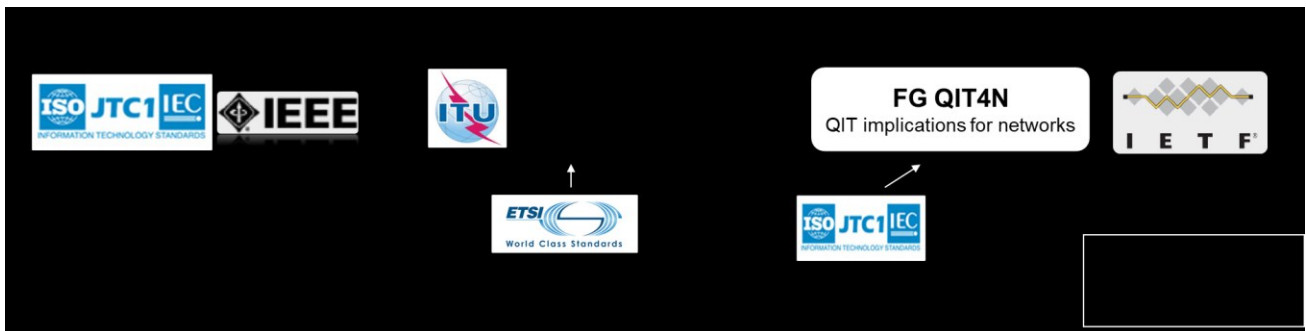 ISO JTC1 IEC
INFORMATION TECHNOLOGY STANDARDS
IEEE
ITU
FG QIT4N
QIT implications for networks
I E T F®
ETSI
World Class Standards
ISO JTC1 IEC
INFORMATION TECHNOLOGY STANDARDS